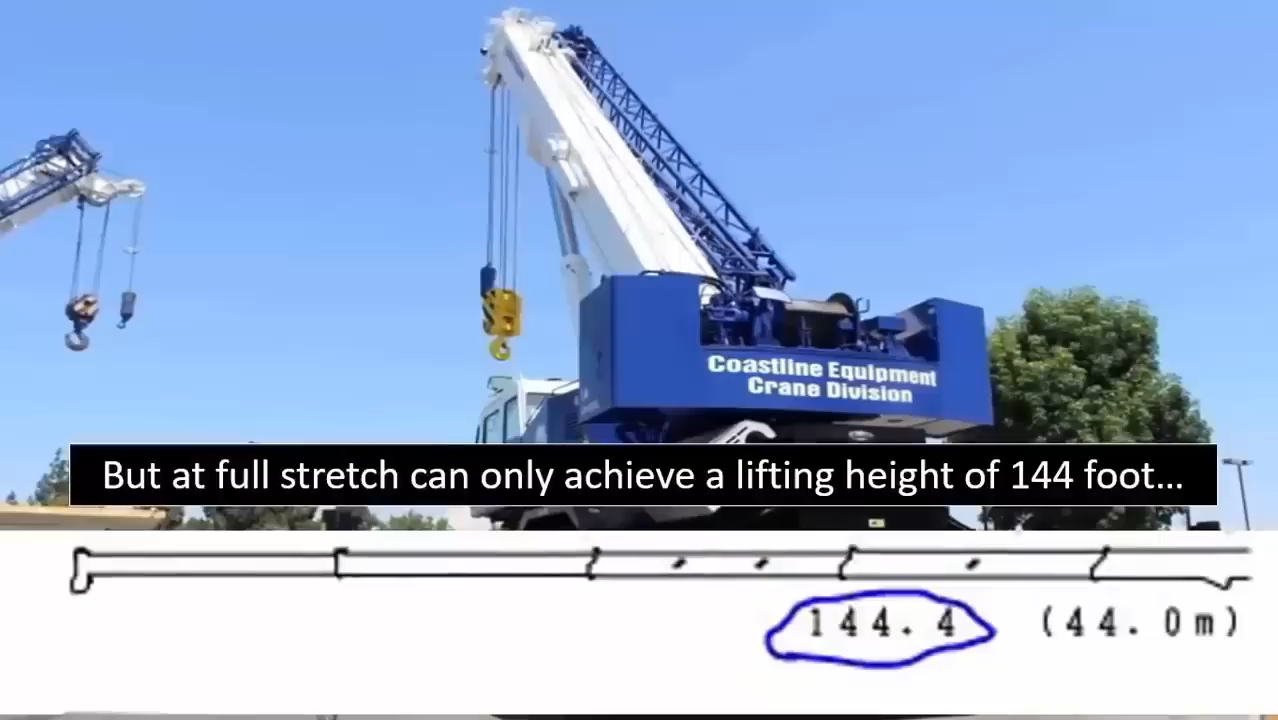 Coastline Equipment
Crane Division
But at full stretch can only achieve a lifting height of 144 foot...
144.4 (44.0m)